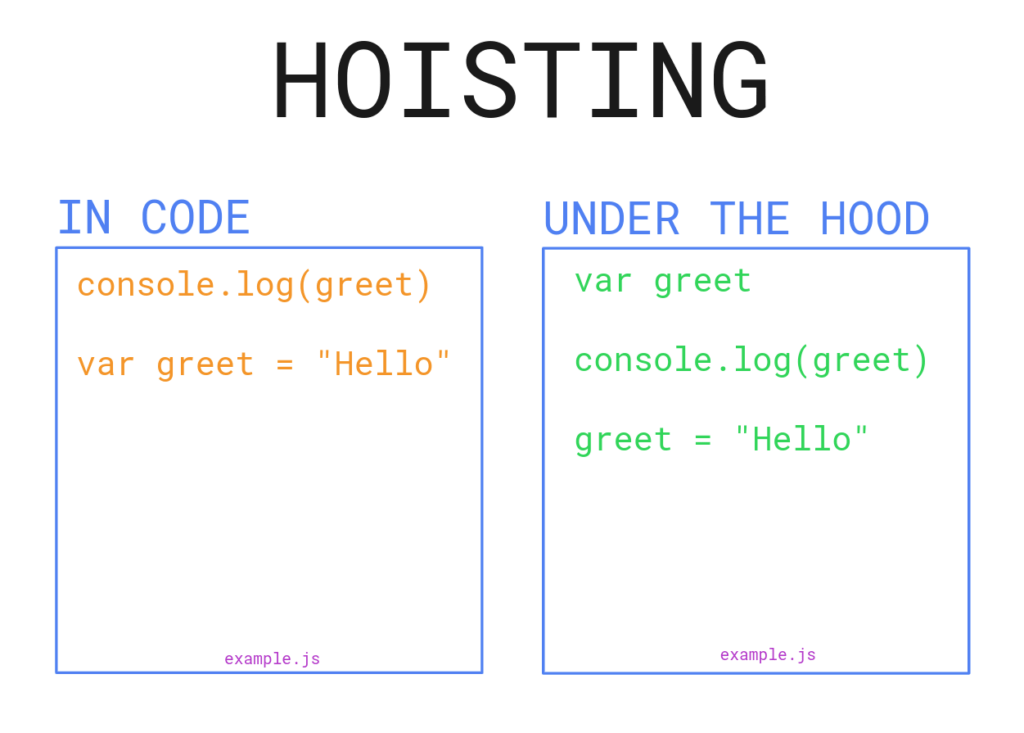 HOISTING
IN CODE
console.log(greet)
var greet = "Hello"
example.js
UNDER THE HOOD
var greet
console.log(greet)
greet = "Hello"
example.js